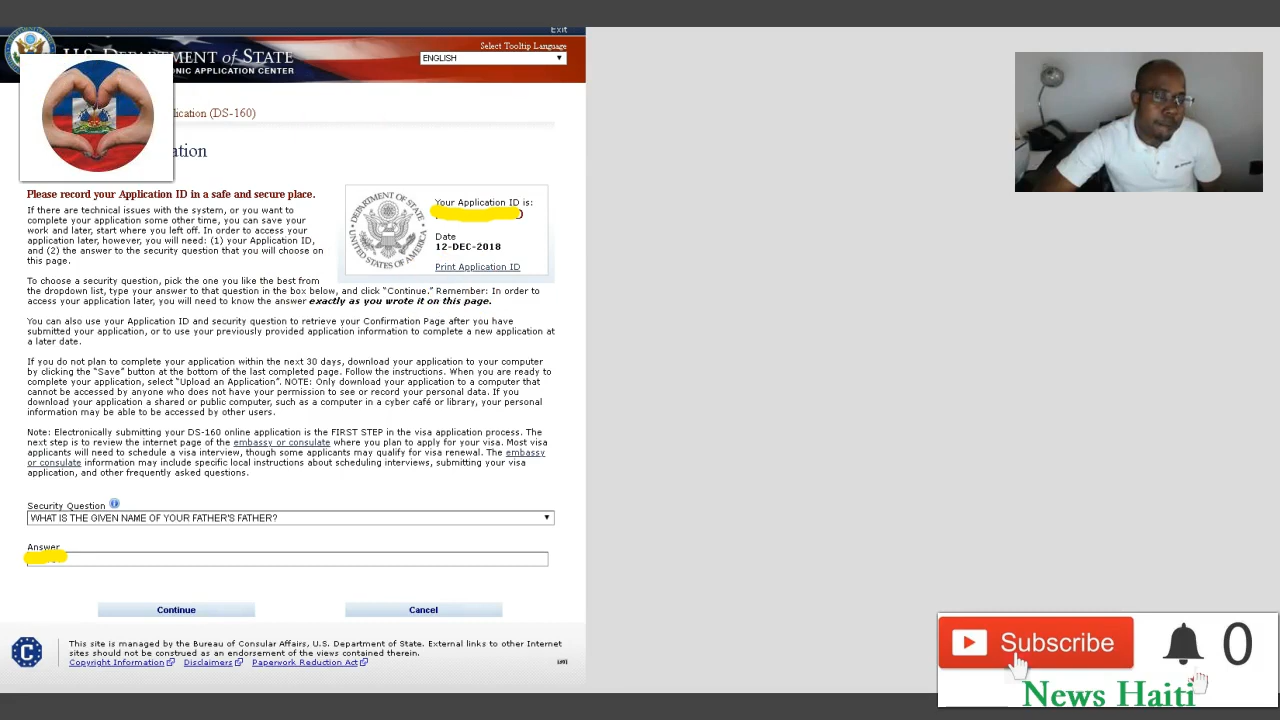 Exit
U.S. DEPARTMENT of STATE
NIC APPLICATION CENTER
Select Tooltip Language
ENGLISH
lication (DS-160)
ation
Please record your Application ID in a safe and secure place.
If there are technical issues with the system, or you want to
complete your application some other time, you can save your
work and later, start where you left off. In order to access your
application later, however, you will need: (1) your Application ID,
and (2) the answer to the security question that you will choose on
this page.
Your Application ID is:
Date
12-DEC-2018
Print Application ID
To choose a security question, pick the one you like the best from
the dropdown list, type your answer to that question in the box below, and click "Continue." Remember: In order to
access your application later, you will need to know the answer exactly as you wrote it on this page.
You can also use your Application ID and security question to retrieve your Confirmation Page after you have
submitted your application, or to use your previously provided application information to complete a new application at
a later date.
If you do not plan to complete your application within the next 30 days, download your application to your computer
by clicking the "Save" button at the bottom of the last completed page. Follow the instructions. When you are ready to
complete your application, select "Upload an Application". NOTE: Only download your application to a computer that
cannot be accessed by anyone who does not have your permission to see or record your personal data. If you
download your application a shared or public computer, such as a computer in a cyber café or library, your personal
information may be able to be accessed by other users.
Note: Electronically submitting your DS-160 online application is the FIRST STEP in the visa application process. The
next step is to review the internet page of the embassy or consulate where you plan to apply for your visa. Most visa
applicants will need to schedule a visa interview, though some applicants may qualify for visa renewal. The embassy
or consulate information may include specific local instructions about scheduling interviews, submitting your visa
application, and other frequently asked questions.
Security Question
WHAT IS THE GIVEN NAME OF YOUR FATHER'S FATHER?
Answer
Continue
Cancel
This site is managed by the Bureau of Consular Affairs, U.S. Department of State. External links to other Internet
sites should not be construed as an endorsement of the views contained therein.
Copyright Information Disclaimers Paperwork Reduction Act
Subscribe
0
News Haiti
DEPARTMENT OF STATE
UNITED STATES OF AMERICA